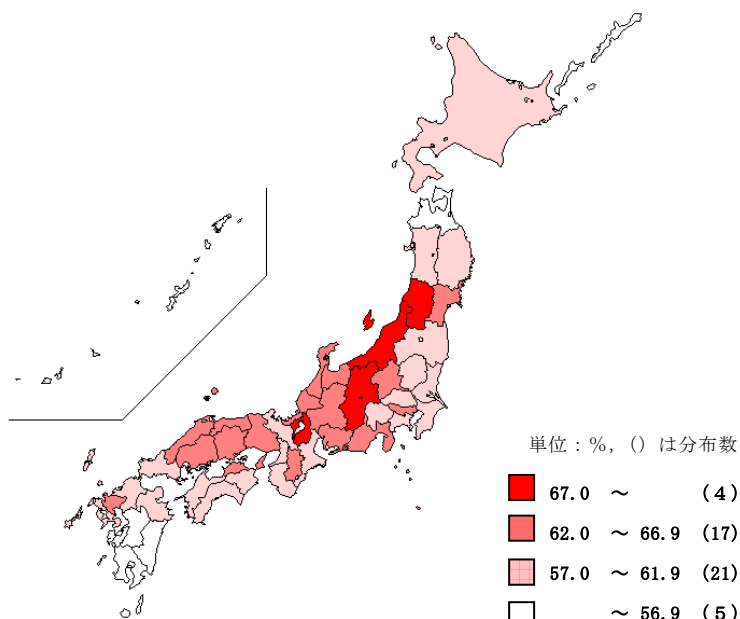 単位：%，（）は分布数
67.0 ～ （4）
62.0 ～ 66.9 （17）
57.0 ～ 61.9 （21）
～ 56.9 （5）